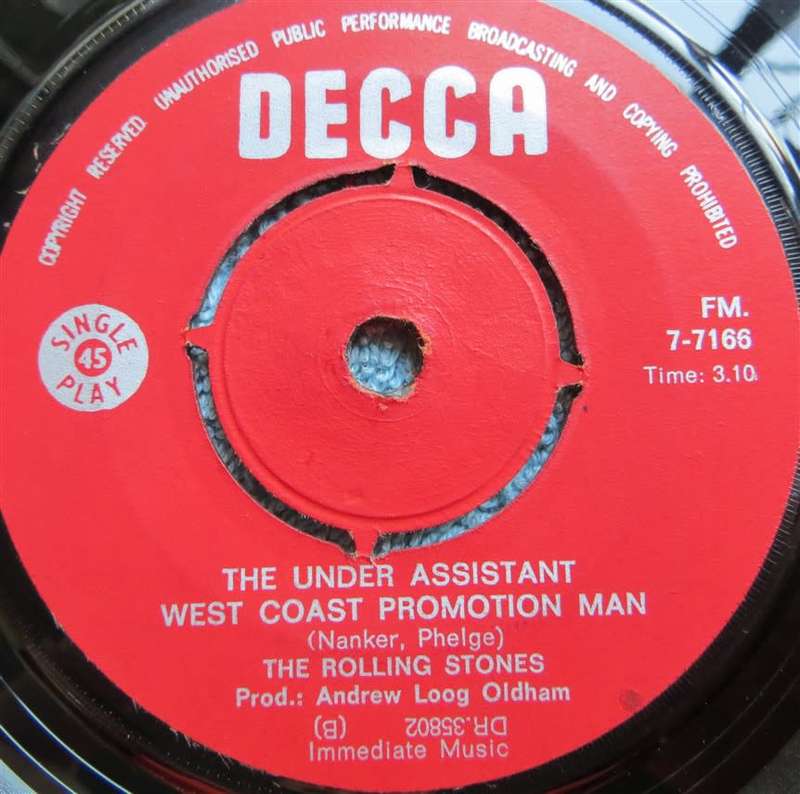 COPYRIGHT RESERVED. UNAUTHORISED PUBLIC PERFORMANCE BROADCASTING AND COPYING PROHIBITED
DECCA
SINGLE
45
PLAY
FM.
7-7166
Time: 3.10
THE UNDER ASSISTANT
WEST COAST PROMOTION MAN
(Nanker, Phelge)
THE ROLLING STONES
Prod.: Andrew Loog Oldham
DR.35802 (B)
Immediate Music